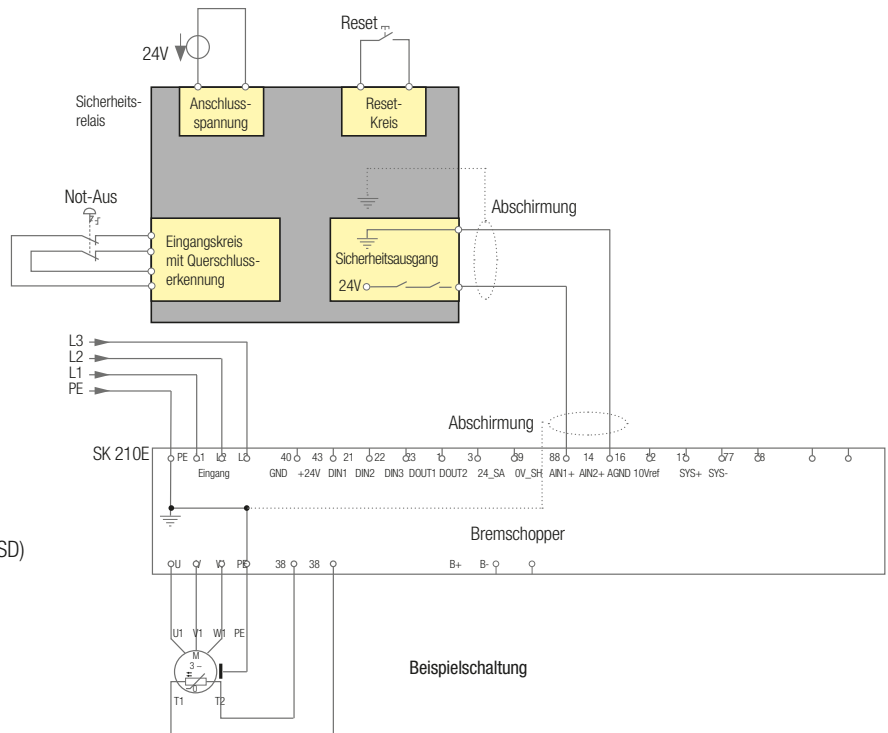 Reset
24V
Sicherheits-
relais
Anschluss-
spannung
Reset-
Kreis
Not-Aus
Abschirmung
Eingangskreis
mit Querschluss-
erkennung
Sicherheitsausgang
24V
L3
L2
L1
PE
Abschirmung
SK 210E
PE 1 L2 L3 40 43 21 22 23 1 3 39 88 14 16 12 17 77 78
Eingang GND +24V DIN1 DIN2 DIN3 DOUT1 DOUT2 24_SA 0V_SH AIN1+ AIN2+ AGND 10Vref SYS+ SYS-
Bremschopper
SD)
U V W PE 38 38 B+ B-
U1 V1 W1 PE
M
3 ~
T1 T2
Beispielschaltung